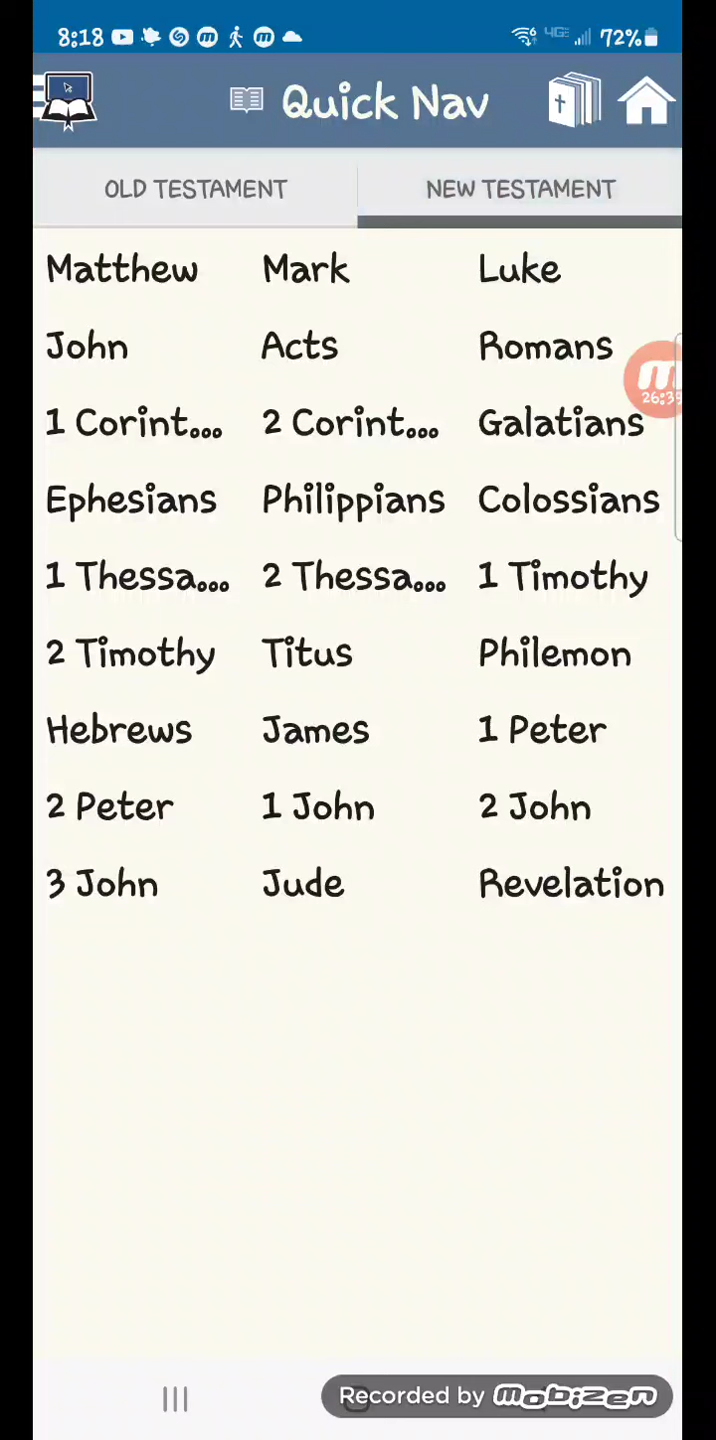 8:18 4GE 72%
Quick Nav
OLD TESTAMENT NEW TESTAMENT
Matthew Mark Luke
John Acts Romans
1 Corint... 2 Corint... Galatians
Ephesians Philippians Colossians
1 Thessa... 2 Thessa... 1 Timothy
2 Timothy Titus Philemon
Hebrews James 1 Peter
2 Peter 1 John 2 John
3 John Jude Revelation
Recorded by mobizen